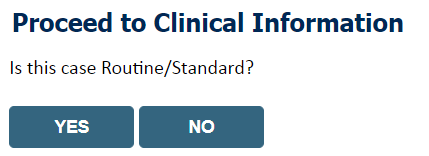 Proceed to Clinical Information
Is this case Routine/Standard?
YES NO